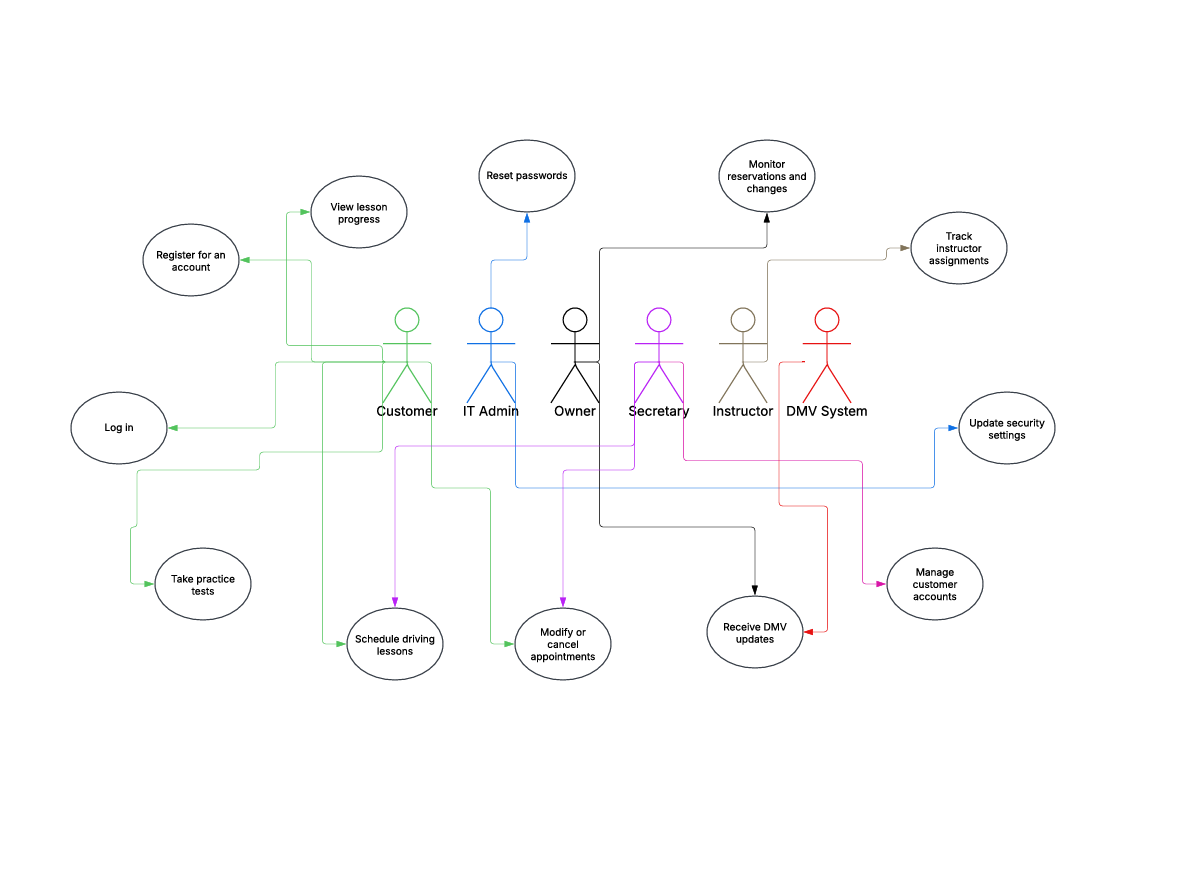 Reset passwords
Monitor
reservations and
changes
View lesson
progress
Register for an
account
Track
instructor
assignments
Customer
IT Admin
Owner
Secretary
Instructor
DMV System
Log in
Update security
settings
Take practice
tests
Manage
customer
accounts
Schedule driving
lessons
Modify or
cancel
appointments
Receive DMV
updates